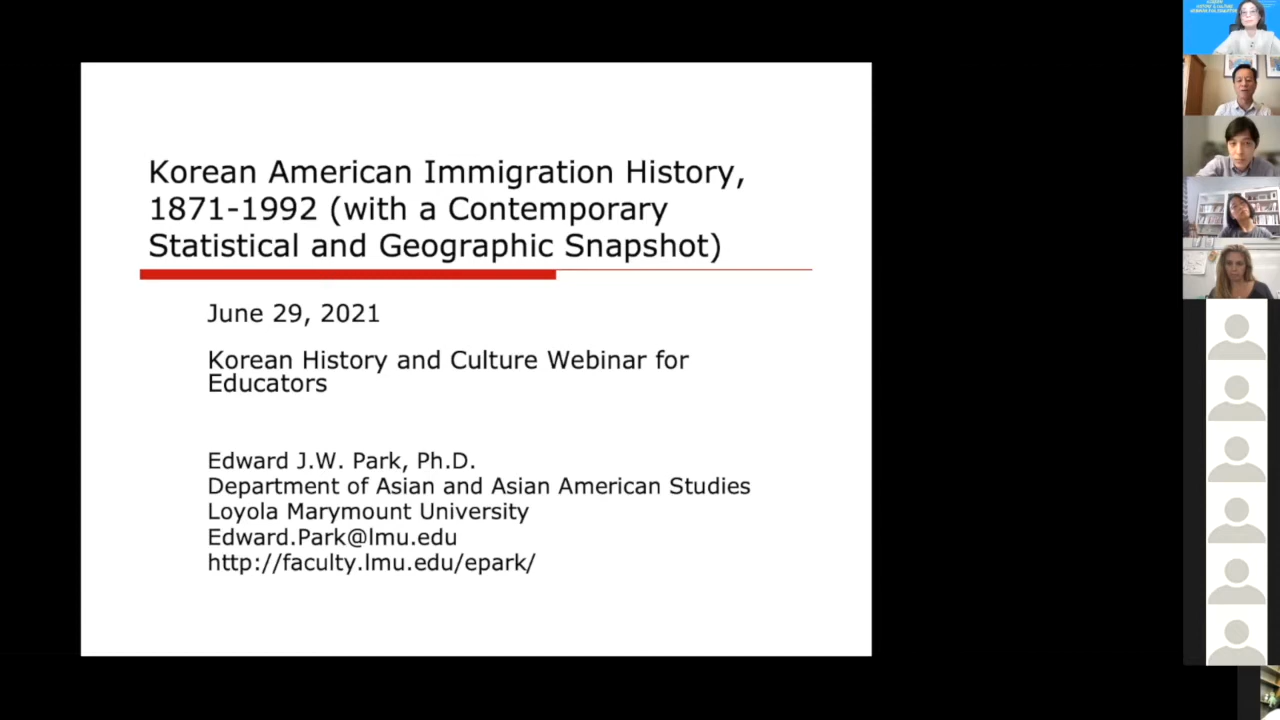 Korean American Immigration History,
1871-1992 (with a Contemporary
Statistical and Geographic Snapshot)
June 29, 2021
Korean History and Culture Webinar for
Educators
Edward J.W. Park, Ph.D.
Department of Asian and Asian American Studies
Loyola Marymount University
Edward.Park@lmu.edu
http://faculty.lmu.edu/epark/